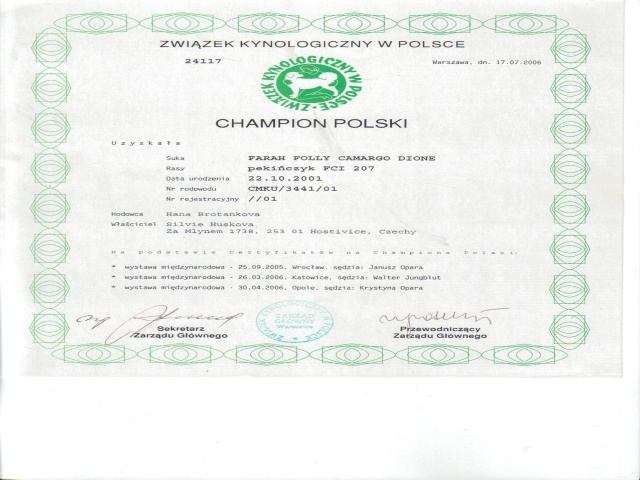 ZWIĄZEK KYNOLOGICZNY W POLSCE
24117
Warszawa, dn. 17.07.2006
ZWIĄZEK KYNOLOGICZNY W POLSCE
CHAMPION POLSKI
Uzyskała
Suka FARAH FOLLY CAMARGO DIONE
Rasy pekińczyk FCI 207
Data urodzenia 22.10.2001
Nr rodowodu CMKU/3441/01
Nr rejestracyjny //01
Hodowca Hana Brotankova
Właściciel Silvie Huskova
Za Mlynem 1738, 253 01 Hostivice, Czechy
Na podstawie Certyfikatów na Championa Polski:
* wystawa międzynarodowa - 25.09.2005, Wrocław, sędzia: Janusz Opara
* wystawa międzynarodowa - 26.03.2006, Katowice, sędzia: Walter Jungblut
* wystawa międzynarodowa - 30.04.2006, Opole, sędzia: Krystyna Opara
ZARZĄD
GŁÓWNY
Warszawa
Sekretarz
Zarządu Głównego
Przewodniczący
Zarządu Głównego